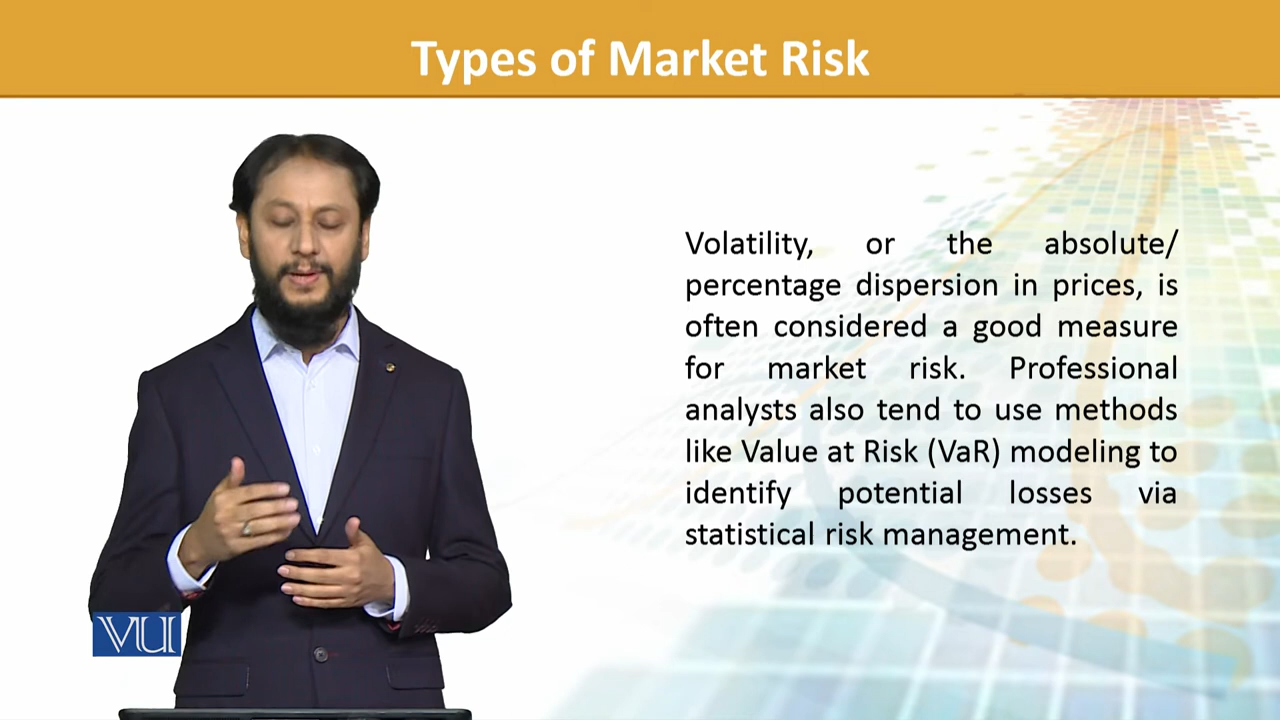 Types of Market Risk
Volatility, or the absolute/
percentage dispersion in prices, is
often considered a good measure
for market risk. Professional
analysts also tend to use methods
like Value at Risk (VaR) modeling to
identify potential losses via
statistical risk management.
VU